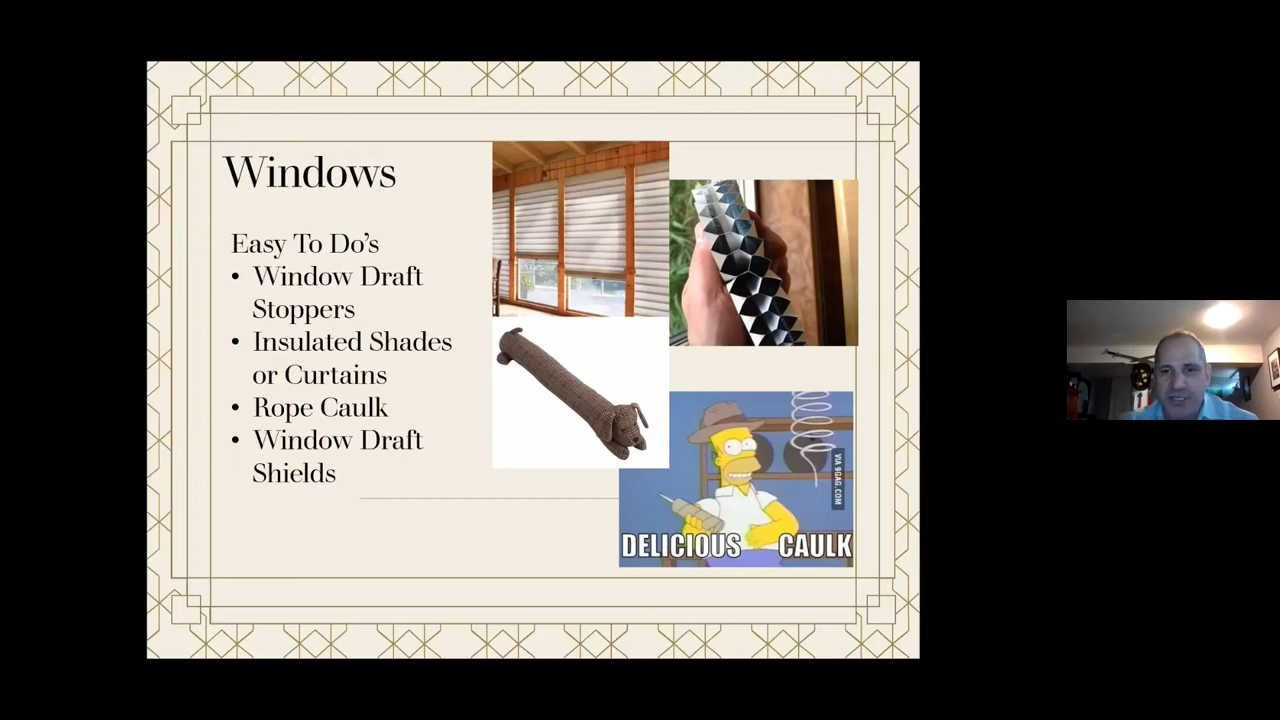 Windows
Easy To Do's
• Window Draft
Stoppers
• Insulated Shades
or Curtains
• Rope Caulk
• Window Draft
Shields
VIA 9GAG.COM
DELICIOUS CAULK